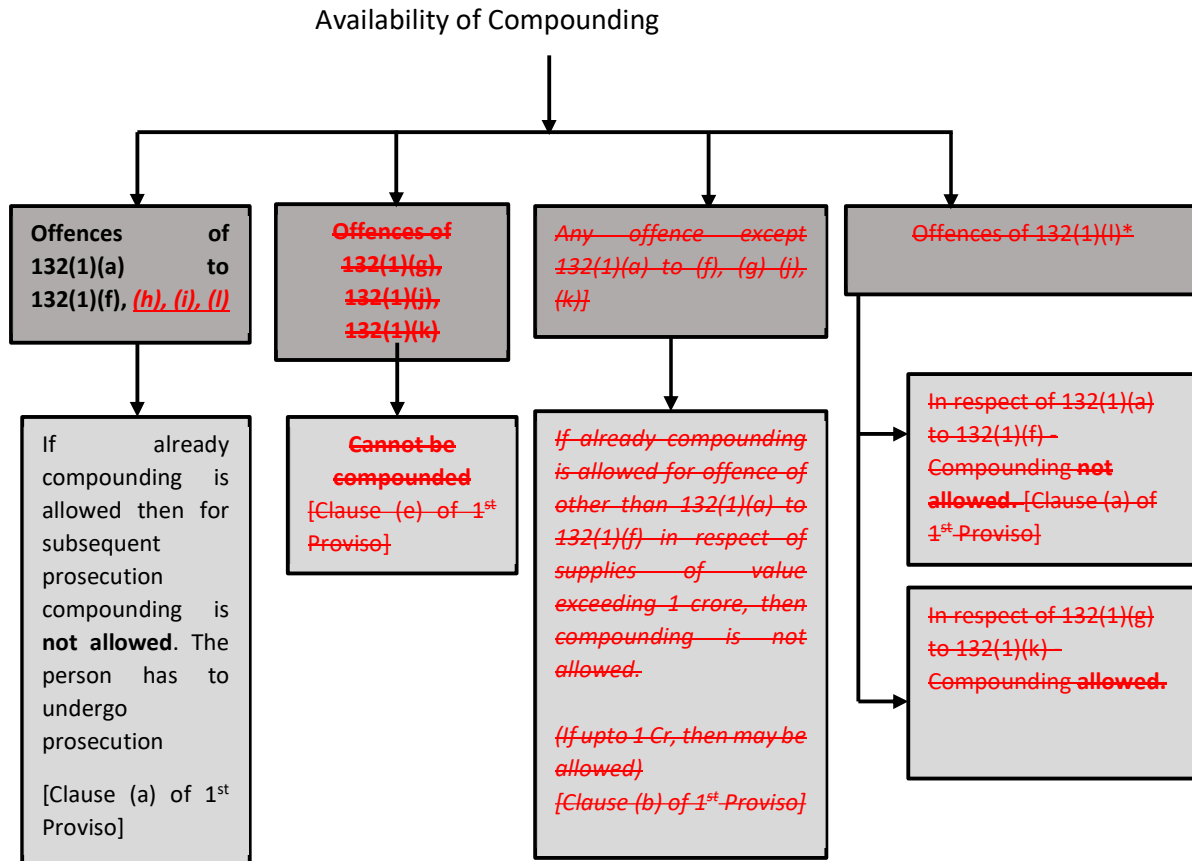 Availability of Compounding
Offences of
132(1)(a) to
132(1)(f), (h), (i), (l)
If already
compounding is
allowed then for
subsequent
prosecution
compounding is
not allowed. The
person has to
undergo
prosecution
[Clause (a) of 1st
Proviso]
Offences of
132(1)(g),
132(1)(j),
132(1)(k)
Cannot be
compounded
[Clause (e) of 1st
Proviso]
Any offence except
132(1)(a) to (f), (g) (j),
(k)]
If already compounding
is allowed for offence of
other than 132(1)(a) to
132(1)(f) in respect of
supplies of value
exceeding 1 crore, then
compounding is not
allowed.
(If upto 1 Cr, then may be
allowed)
[Clause (b) of 1st Proviso]
Offences of 132(1)(l)*
In respect of 132(1)(a)
to 132(1)(f) -
Compounding not
allowed. [Clause (a) of
1st Proviso]
In respect of 132(1)(g)
to 132(1)(k) -
Compounding allowed.